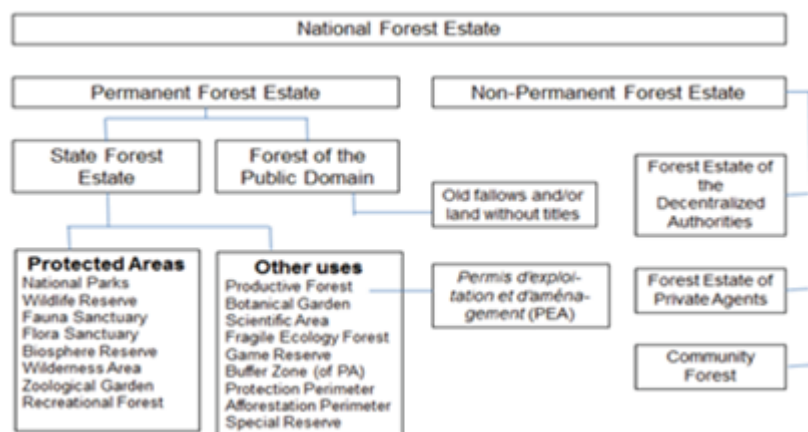 National Forest Estate
Permanent Forest Estate
Non-Permanent Forest Estate
State Forest
Estate
Forest of the
Public Domain
Old fallows and/or
land without titles
Forest Estate of
the
Decentralized
Authorities
Protected Areas
National Parks
Wildlife Reserve
Fauna Sanctuary
Flora Sanctuary
Biosphere Reserve
Wilderness Area
Zoological Garden
Recreational Forest
Other uses
Productive Forest
Botanical Garden
Scientific Area
Fragile Ecology Forest
Game Reserve
Buffer Zone (of PA)
Protection Perimeter
Afforestation Perimeter
Special Reserve
Permis d'exploi-
tation et d'aména-
gement (PEA)
Forest Estate of
Private Agents
Community
Forest